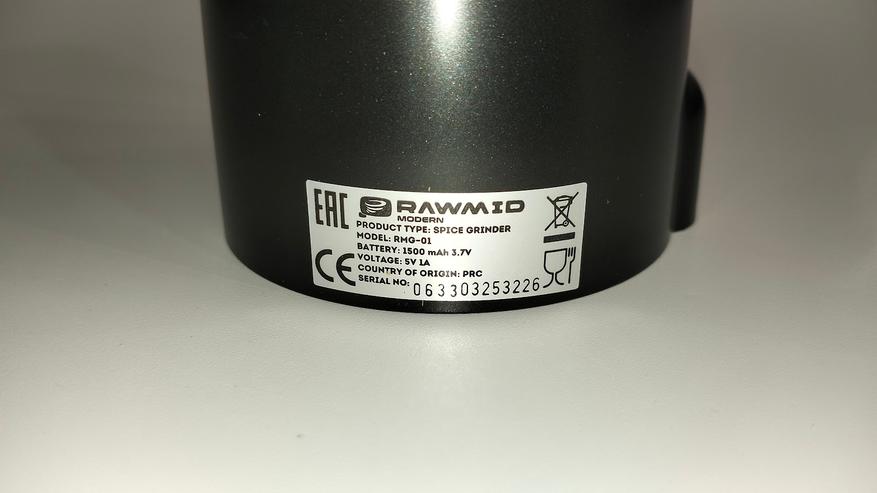 EAC
RAWMID
MODERN
PRODUCT TYPE: SPICE GRINDER
MODEL: RMG-01
BATTERY: 1500 mAh 3.7V
VOLTAGE: 5V 1A
COUNTRY OF ORIGIN: PRC
SERIAL NO: 063303253226
CE